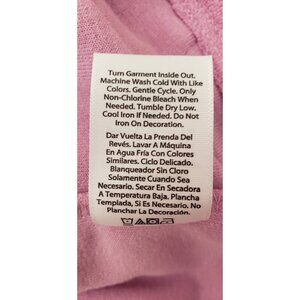 Turn Garment Inside Out.
Machine Wash Cold With Like
Colors. Gentle Cycle. Only
Non-Chlorine Bleach When
Needed. Tumble Dry Low.
Cool Iron If Needed. Do Not
Iron On Decoration.
Dar Vuelta La Prenda Del
Revés. Lavar A Máquina
En Agua Fría Con Colores
Similares. Ciclo Delicado.
Blanqueador Sin Cloro
Solamente Cuando Sea
Necesario. Secar En Secadora
A Temperatura Baja. Plancha
Templada, Si Es Necesario. No
Planchar La Decoración.